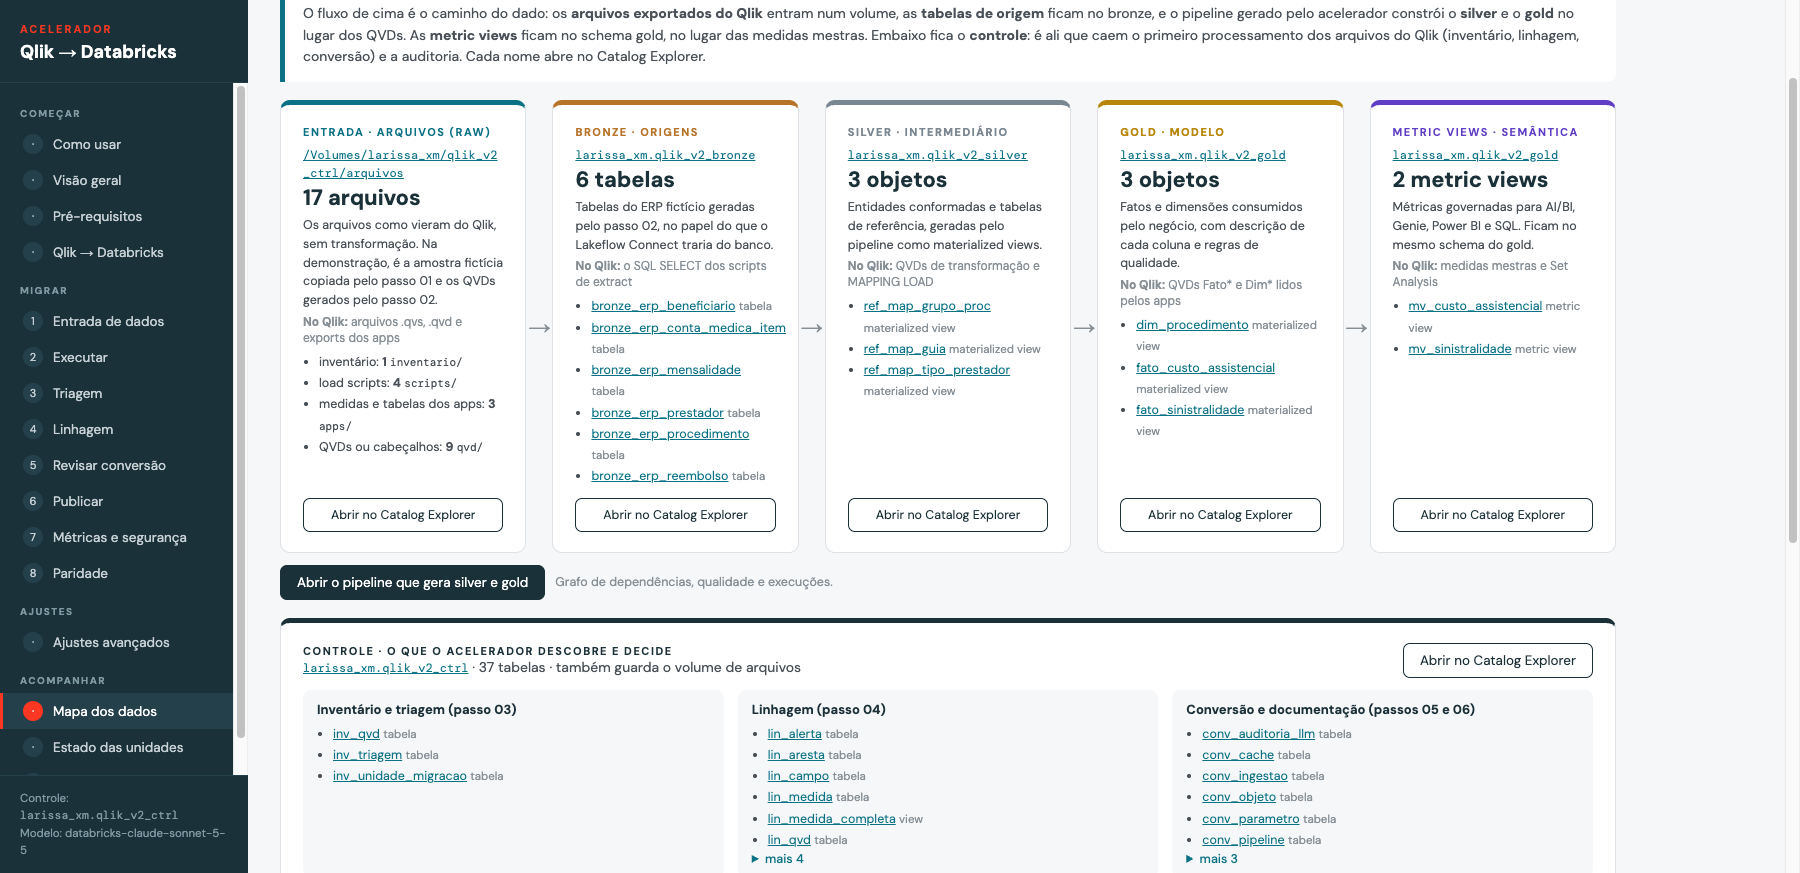 ACELERADOR
Qlik → Databricks
COMEÇAR
Como usar
Visão geral
Pré-requisitos
Qlik → Databricks
MIGRAR
1 Entrada de dados
2 Executar
3 Triagem
4 Linhagem
5 Revisar conversão
6 Publicar
7 Métricas e segurança
8 Paridade
AJUSTES
Ajustes avançados
ACOMPANHAR
Mapa dos dados
Estado das unidades
Controle:
larissa_xm.qlik_v2_ctrl
Modelo: databricks-claude-sonnet-5-
5
O fluxo de cima é o caminho do dado: os arquivos exportados do Qlik entram num volume, as tabelas de origem ficam no bronze, e o pipeline gerado pelo acelerador constrói o silver e o gold no
lugar dos QVDs. As metric views ficam no schema gold, no lugar das medidas mestras. Embaixo fica o controle: é ali que caem o primeiro processamento dos arquivos do Qlik (inventário, linhagem,
conversão) e a auditoria. Cada nome abre no Catalog Explorer.
ENTRADA · ARQUIVOS (RAW)
/Volumes/larissa_xm/qlik_v2
_ctrl/arquivos
17 arquivos
Os arquivos como vieram do Qlik,
sem transformação. Na
demonstração, é a amostra fictícia
copiada pelo passo 01 e os QVDs
gerados pelo passo 02.
No Qlik: arquivos .qvs, .qvd e
exports dos apps
• inventário: 1 inventario/
• load scripts: 4 scripts/
• medidas e tabelas dos apps: 3
apps/
• QVDs ou cabeçalhos: 9 qvd/
Abrir no Catalog Explorer
→
BRONZE · ORIGENS
larissa_xm.qlik_v2_bronze
6 tabelas
Tabelas do ERP fictício geradas
pelo passo 02, no papel do que o
Lakeflow Connect traria do banco.
No Qlik: o SQL SELECT dos scripts
de extract
• bronze_erp_beneficiario tabela
• bronze_erp_conta_medica_item
tabela
• bronze_erp_mensalidade
tabela
• bronze_erp_prestador tabela
• bronze_erp_procedimento
tabela
• bronze_erp_reembolso tabela
Abrir no Catalog Explorer
→
SILVER · INTERMEDIÁRIO
larissa_xm.qlik_v2_silver
3 objetos
Entidades conformadas e tabelas
de referência, geradas pelo
pipeline como materialized views.
No Qlik: QVDs de transformação e
MAPPING LOAD
• ref_map_grupo_proc
materialized view
• ref_map_guia materialized view
• ref_map_tipo_prestador
materialized view
Abrir no Catalog Explorer
→
GOLD · MODELO
larissa_xm.qlik_v2_gold
3 objetos
Fatos e dimensões consumidos
pelo negócio, com descrição de
cada coluna e regras de
qualidade.
No Qlik: QVDs Fato* e Dim* lidos
pelos apps
• dim_procedimento materialized
view
• fato_custo_assistencial
materialized view
• fato_sinistralidade materialized
view
Abrir no Catalog Explorer
→
METRIC VIEWS · SEMÂNTICA
larissa_xm.qlik_v2_gold
2 metric views
Métricas governadas para AI/BI,
Genie, Power BI e SQL. Ficam no
mesmo schema do gold.
No Qlik: medidas mestras e Set
Analysis
• mv_custo_assistencial metric
view
• mv_sinistralidade metric view
Abrir no Catalog Explorer
Abrir o pipeline que gera silver e gold
Grafo de dependências, qualidade e execuções.
CONTROLE · O QUE O ACELERADOR DESCOBRE E DECIDE
larissa_xm.qlik_v2_ctrl · 37 tabelas · também guarda o volume de arquivos
Abrir no Catalog Explorer
Inventário e triagem (passo 03)
• inv_qvd tabela
• inv_triagem tabela
• inv_unidade_migracao tabela
Linhagem (passo 04)
• lin_alerta tabela
• lin_aresta tabela
• lin_campo tabela
• lin_medida tabela
• lin_medida_completa view
• lin_qvd tabela
▶ mais 4
Conversão e documentação (passos 05 e 06)
• conv_auditoria_llm tabela
• conv_cache tabela
• conv_ingestao tabela
• conv_objeto tabela
• conv_parametro tabela
• conv_pipeline tabela
▶ mais 3